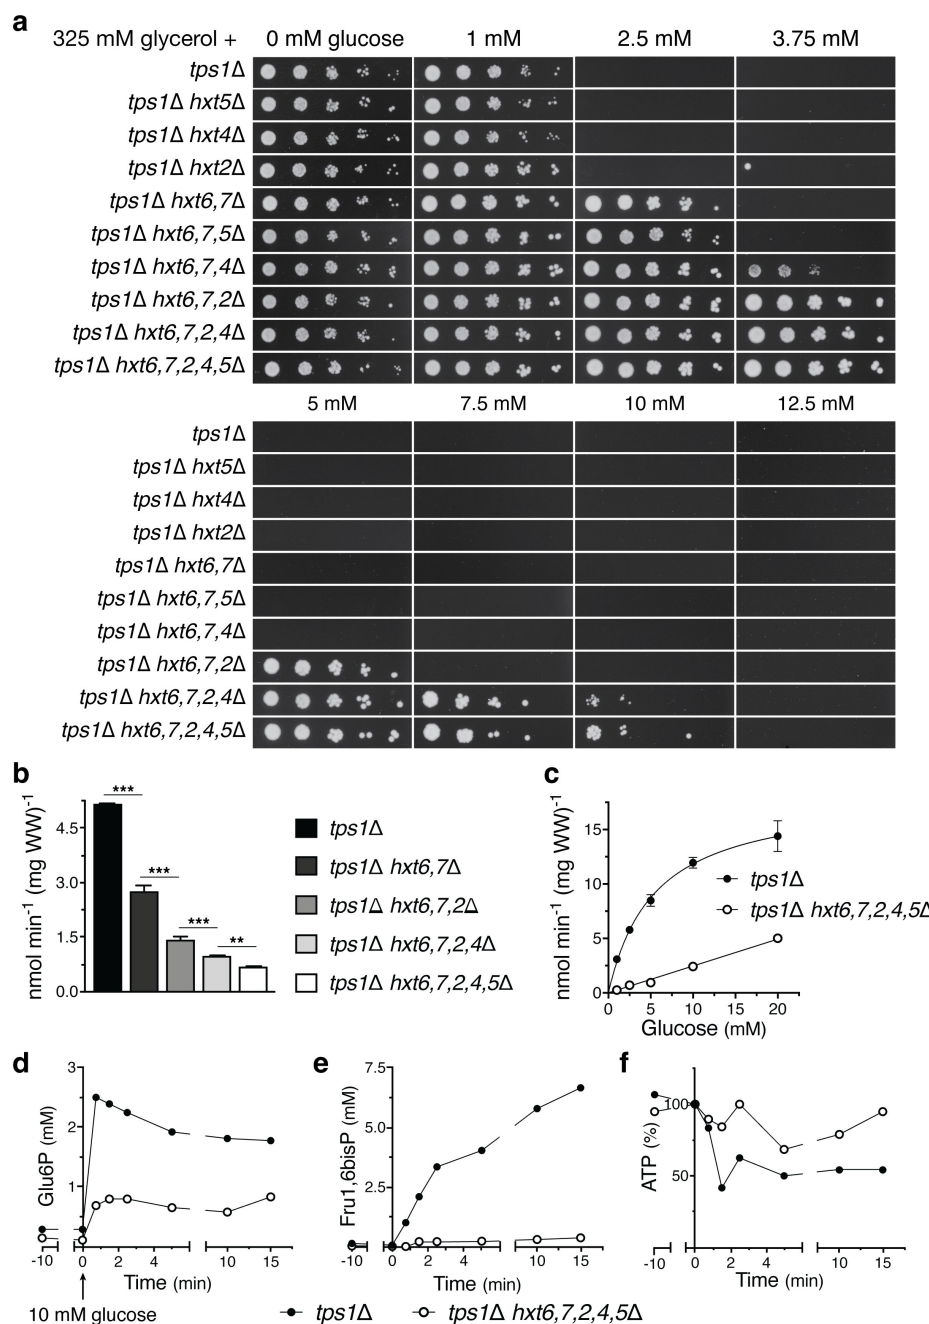 a
325 mM glycerol + 0 mM glucose 1 mM 2.5 mM 3.75 mM
tps1Δ
tps1Δ hxt5Δ
tps1Δ hxt4Δ
tps1Δ hxt2Δ
tps1Δ hxt6,7Δ
tps1Δ hxt6,7,5Δ
tps1Δ hxt6,7,4Δ
tps1Δ hxt6,7,2Δ
tps1Δ hxt6,7,2,4Δ
tps1Δ hxt6,7,2,4,5Δ
5 mM 7.5 mM 10 mM 12.5 mM
tps1Δ
tps1Δ hxt5Δ
tps1Δ hxt4Δ
tps1Δ hxt2Δ
tps1Δ hxt6,7Δ
tps1Δ hxt6,7,5Δ
tps1Δ hxt6,7,4Δ
tps1Δ hxt6,7,2Δ
tps1Δ hxt6,7,2,4Δ
tps1Δ hxt6,7,2,4,5Δ
b
nmol min-1 (mg WW)-1
4.5
3.0
1.5
0.0
***
***
***
**
tps1Δ
tps1Δ hxt6,7Δ
tps1Δ hxt6,7,2Δ
tps1Δ hxt6,7,2,4Δ
tps1Δ hxt6,7,2,4,5Δ
c
nmol min-1 (mg WW)-1
15
10
5
0
0 5 10 15 20
Glucose (mM)
tps1Δ
tps1Δ hxt6,7,2,4,5Δ
d
Glu6P (mM)
3
2
1
-10 0 2 4 10 15
Time (min)
10 mM glucose
e
Fru1,6bisP (mM)
7.5
5.0
2.5
-10 0 2 4 10 15
Time (min)
f
ATP (%)
100
50
-10 0 2 4 10 15
Time (min)
tps1Δ tps1Δ hxt6,7,2,4,5Δ